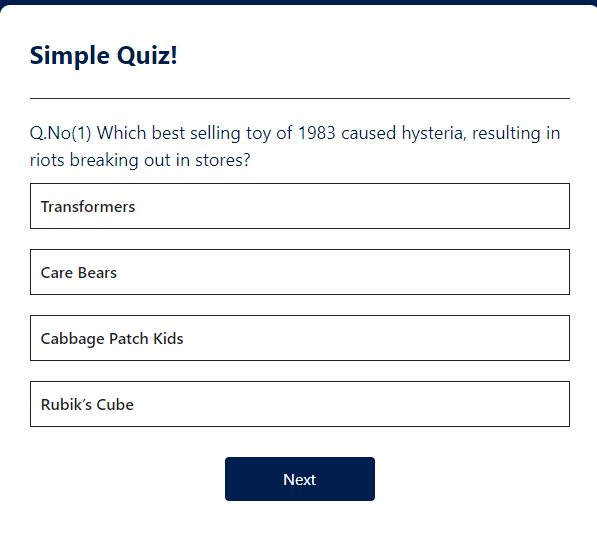 Simple Quiz!
Q.No(1) Which best selling toy of 1983 caused hysteria, resulting in
riots breaking out in stores?
Transformers
Care Bears
Cabbage Patch Kids
Rubik’s Cube
Next